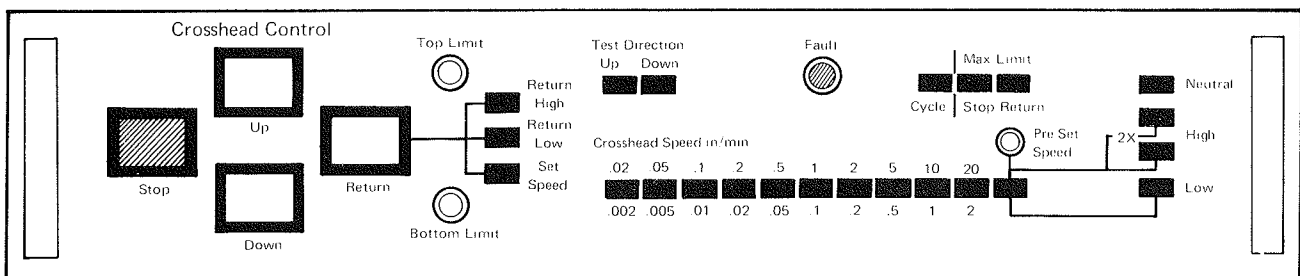 Crosshead Control
Stop
Up
Down
Return
Top Limit
Bottom Limit
Return
High
Return
Low
Set
Speed
Test Direction
Up Down
Fault
Max Limit
Cycle Stop Return
Crosshead Speed in/min
.02 .05 .1 .2 .5 1 2 5 10 20
.002 .005 .01 .02 .05 .1 .2 .5 1 2
Pre Set
Speed
2X
Neutral
High
Low